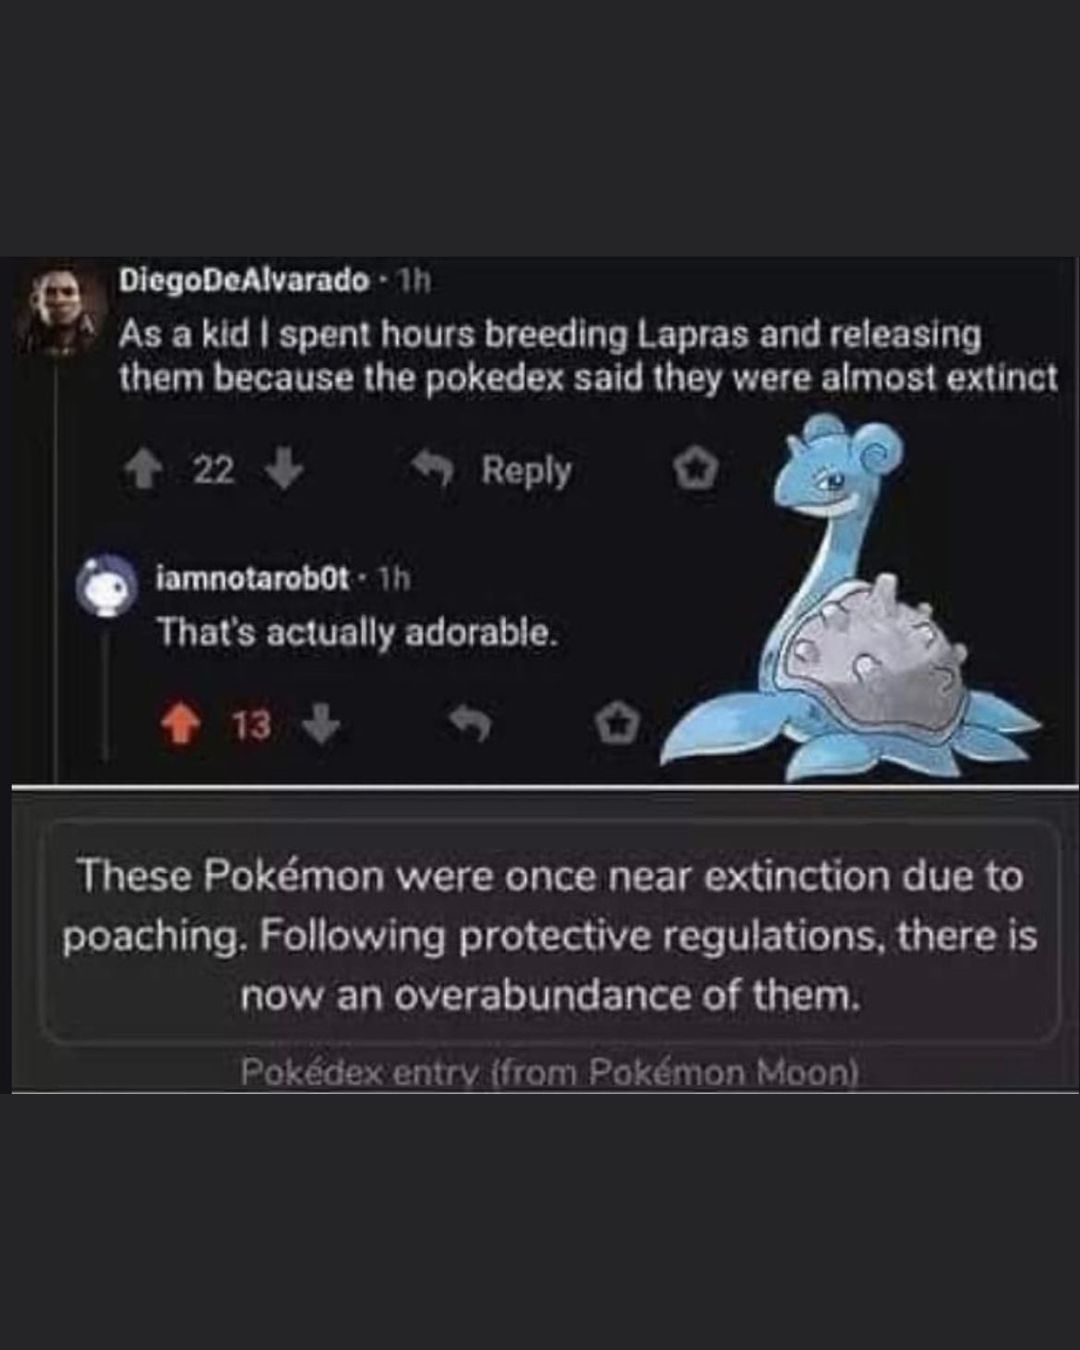 DiegoDeAlvarado · 1h
As a kid I spent hours breeding Lapras and releasing
them because the pokedex said they were almost extinct
22 Reply
iamnotarob0t · 1h
That's actually adorable.
13
These Pokémon were once near extinction due to
poaching. Following protective regulations, there is
now an overabundance of them.
Pokédex entry (from Pokémon Moon)